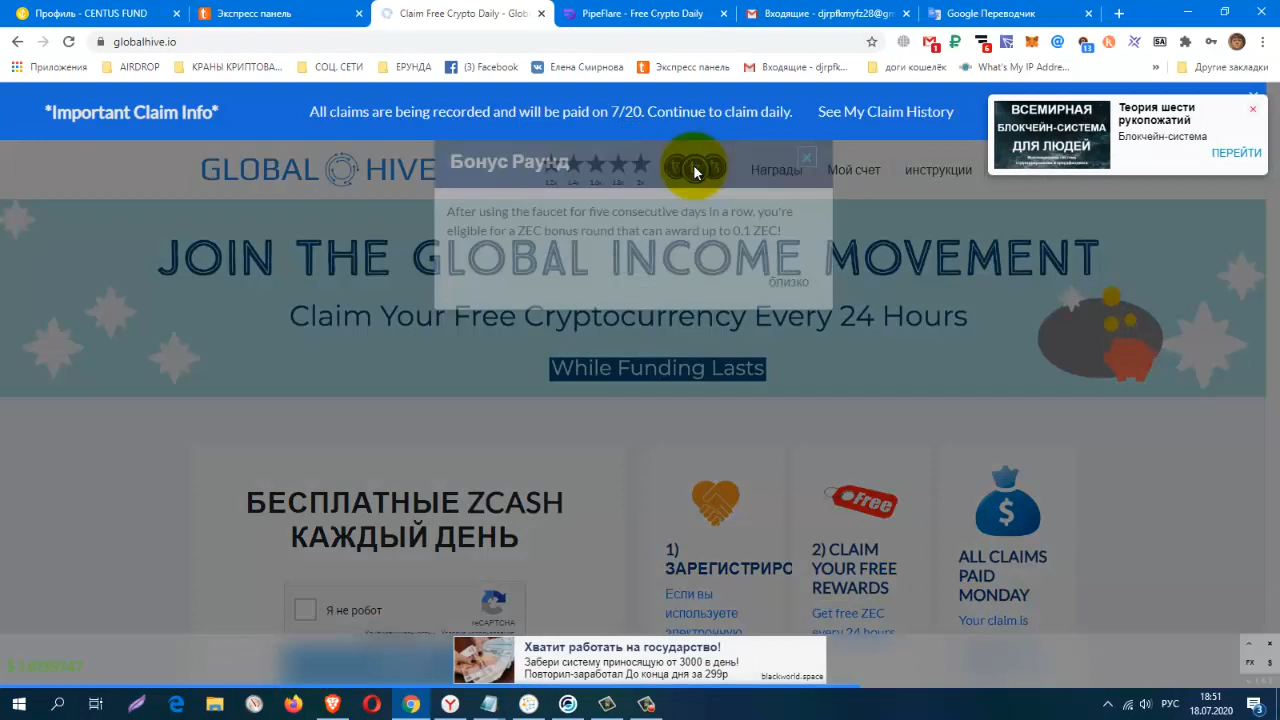 Профиль - CENTUS FUND
Экспресс панель
Claim Free Crypto Daily - Glob
PipeFlare - Free Crypto Daily
Входящие - djrpfkmyfz28@gm
Google Переводчик
globalhive.io
Приложения
AIRDROP
КРАНЫ КРИПТОВА...
СОЦ. СЕТИ
ЕРУНДА
(3) Facebook
Елена Смирнова
Экспресс панель
Входящие - djrpfk...
доги кошелёк
What's My IP Addre...
»
Другие закладки
*Important Claim Info*
All claims are being recorded and will be paid on 7/20. Continue to claim daily.
See My Claim History
ВСЕМИРНАЯ
БЛОКЧЕЙН-СИСТЕМА
ДЛЯ ЛЮДЕЙ
Теория шести
рукопожатий
Блокчейн-система
ПЕРЕЙТИ
GLOBAL HIVE
Бонус Раунд
Награды
Мой счет
инструкции
After using the faucet for five consecutive days in a row, you're
eligible for a ZEC bonus round that can award up to 0.1 ZEC!
близко
JOIN THE GLOBAL INCOME MOVEMENT
Claim Your Free Cryptocurrency Every 24 Hours
While Funding Lasts
БЕСПЛАТНЫЕ ZCASH
КАЖДЫЙ ДЕНЬ
Я не робот
reCAPTCHA
1)
ЗАРЕГИСТРИРО
Если вы
используете
электронную
Free
2) CLAIM
YOUR FREE
REWARDS
Get free ZEC
every 24 hours
$
ALL CLAIMS
PAID
MONDAY
Your claim is
Хватит работать на государство!
Забери систему приносящую от 3000 в день!
Повторил-заработал До конца дня за 299р
blackworld.space
FX
$
РУС
18:51
18.07.2020